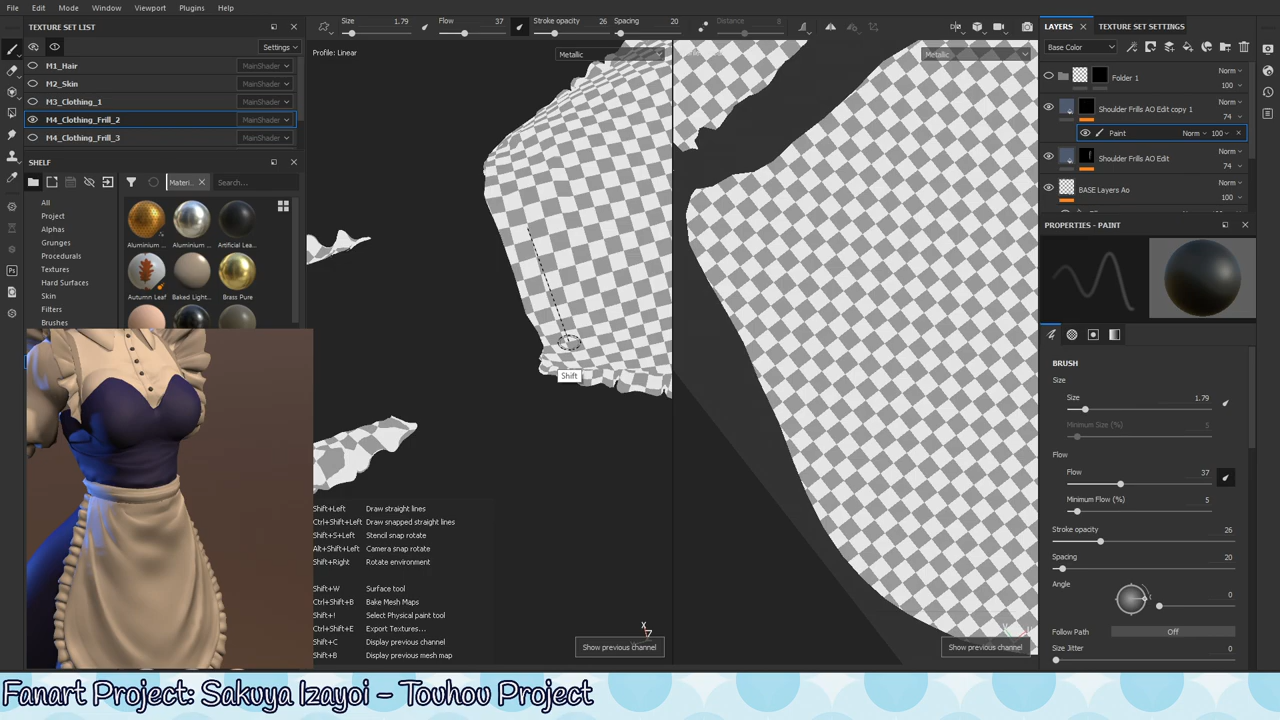 File Edit Mode Window Viewport Plugins Help
TEXTURE SET LIST
Settings
M1_Hair MainShader
M2_Skin MainShader
M3_Clothing_1 MainShader
M4_Clothing_Frill_2 MainShader
M4_Clothing_Frill_3 MainShader
SHELF
Materi... Search...
All
Project
Alphas
Grunges
Procedurals
Textures
Hard Surfaces
Skin
Filters
Brushes
Aluminium ... Aluminium ... Artificial Lea...
Autumn Leaf Baked Light... Brass Pure
Size 1.79 Flow 37 Stroke opacity 26 Spacing 20 Distance 8
Profile: Linear
Metallic
Metallic
Shift
Shift+Left Draw straight lines
Ctrl+Shift+Left Draw snapped straight lines
Shift+S+Left Stencil snap rotate
Alt+Shift+Left Camera snap rotate
Shift+Right Rotate environment
Shift+W Surface tool
Ctrl+Shift+B Bake Mesh Maps
Shift+! Select Physical paint tool
Ctrl+Shift+E Export Textures...
Shift+C Display previous channel
Shift+B Display previous mesh map
X
Show previous channel
Show previous channel
LAYERS TEXTURE SET SETTINGS
Base Color
Folder 1 Norm 100
Shoulder Frills AO Edit copy 1 Norm 74
Paint Norm 100
Shoulder Frills AO Edit Norm 74
BASE Layers Ao Norm 100
PROPERTIES - PAINT
BRUSH
Size
Size 1.79
Minimum Size (%) 5
Flow
Flow 37
Minimum Flow (%) 5
Stroke opacity 26
Spacing 20
Angle
0
Follow Path Off
Size Jitter 0
Ps
Fanart Project: Sakuya Izayoi - Touhou Project